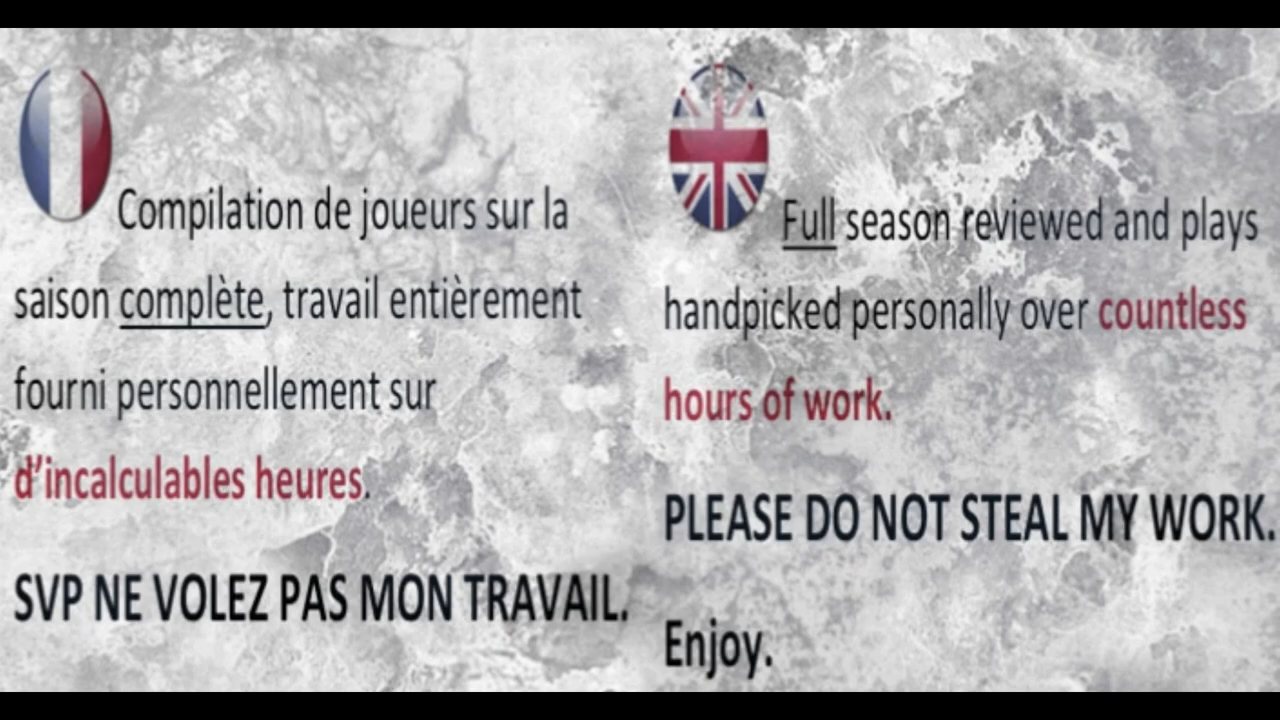 Compilation de joueurs sur la
saison complète, travail entièrement
fourni personnellement sur
d'incalculables heures.
SVP NE VOLEZ PAS MON TRAVAIL.
Full season reviewed and plays
handpicked personally over countless
hours of work.
PLEASE DO NOT STEAL MY WORK.
Enjoy.